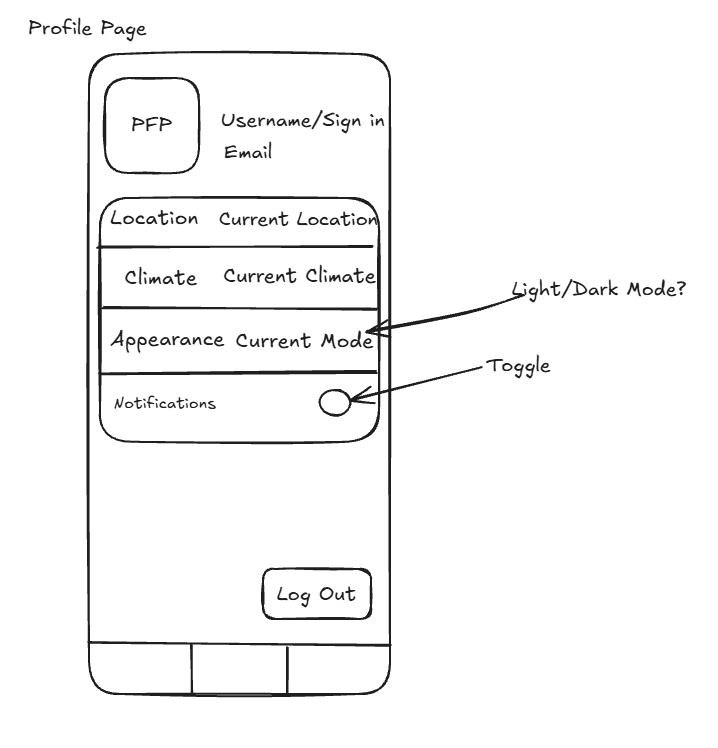 Profile Page
PFP
Username/Sign in
Email
Location Current Location
Climate Current Climate
Light/Dark Mode?
Appearance Current Mode
Toggle
Notifications
Log Out